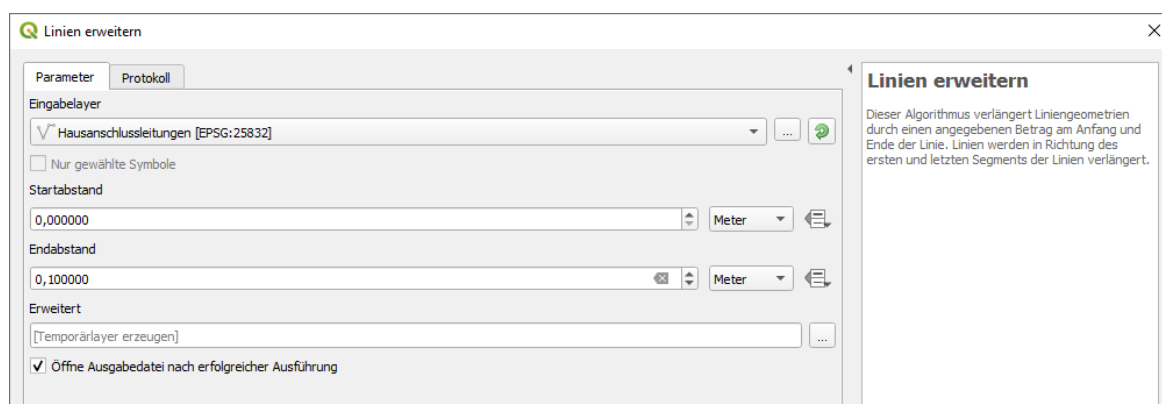 Linien erweitern
Parameter
Protokoll
Eingabelayer
Hausanschlussleitungen [EPSG:25832]
...
Nur gewählte Symbole
Startabstand
0,000000
Meter
Endabstand
0,100000
Meter
Erweitert
[Temporärlayer erzeugen]
...
Öffne Ausgabedatei nach erfolgreicher Ausführung
Linien erweitern
Dieser Algorithmus verlängert Liniengeometrien
durch einen angegebenen Betrag am Anfang und
Ende der Linie. Linien werden in Richtung des
ersten und letzten Segments der Linien verlängert.